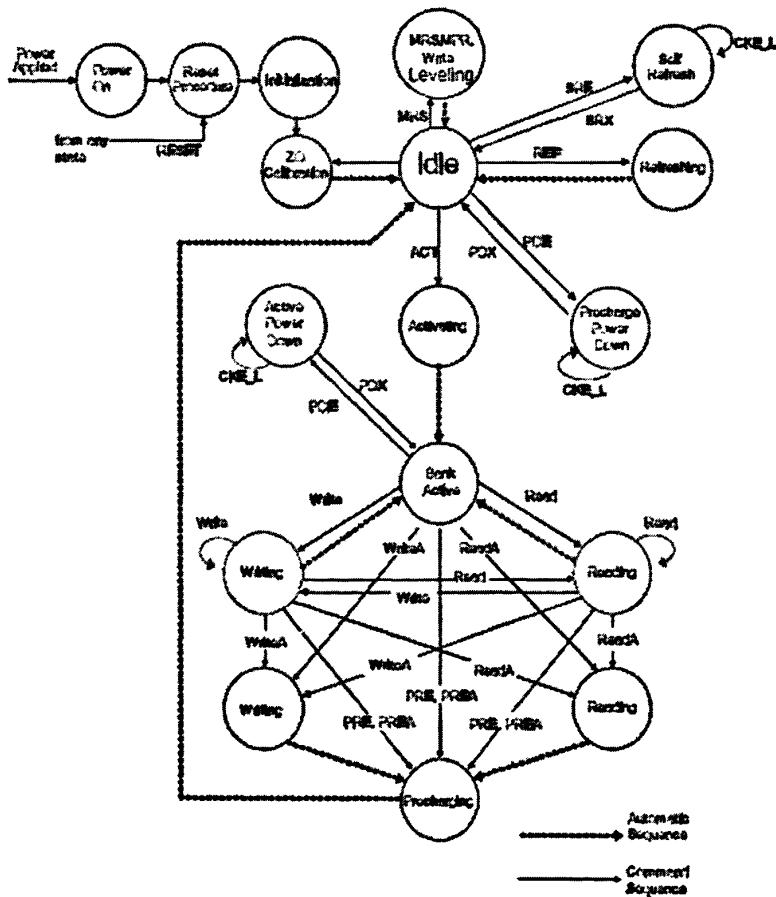 Power
Applied
Power
On
Reset
Procedure
Initialization
from any
state
RESET
ZQ
Calibration
MRS,MPR,
Write
Leveling
MRS
Idle
SRE
SRX
Self
Refresh
CKE_L
REF
Refreshing
ACT
PDX
PDE
Active
Power
Down
CKE_L
Activating
Precharge
Power
Down
CKE_L
PDX
PDE
Bank
Active
Write
Read
Write
WriteA
ReadA
Read
Writing
Read
Write
Reading
WriteA
WriteA
ReadA
ReadA
Writing
PRE, PREA
PRE, PREA
PRE, PREA
Reading
Precharging
Automatic
Sequence
Command
Sequence